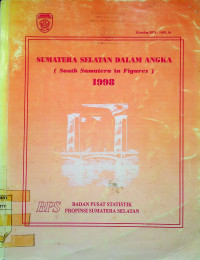 SUMATERA SELATAN DALAM ANGKA
( South Sumatera in Figures )
1998
BPS
BADAN PUSAT STATISTIK
PROPINSI SUMATERA SELATAN